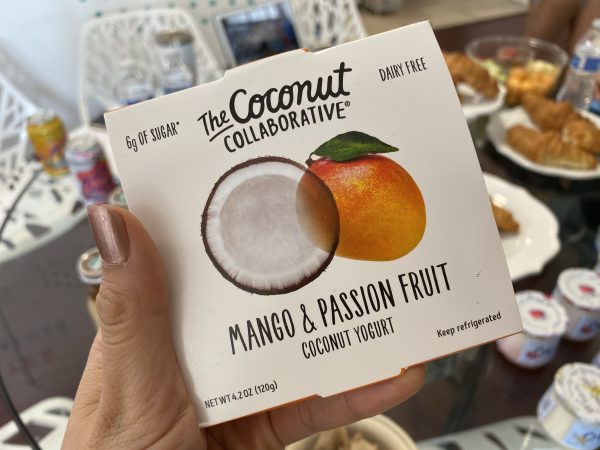 The Coconut
COLLABORATIVE®
DAIRY FREE
6g OF SUGAR*
MANGO & PASSION FRUIT
COCONUT YOGURT
Keep refrigerated
NET WT 4.2 OZ (120g)